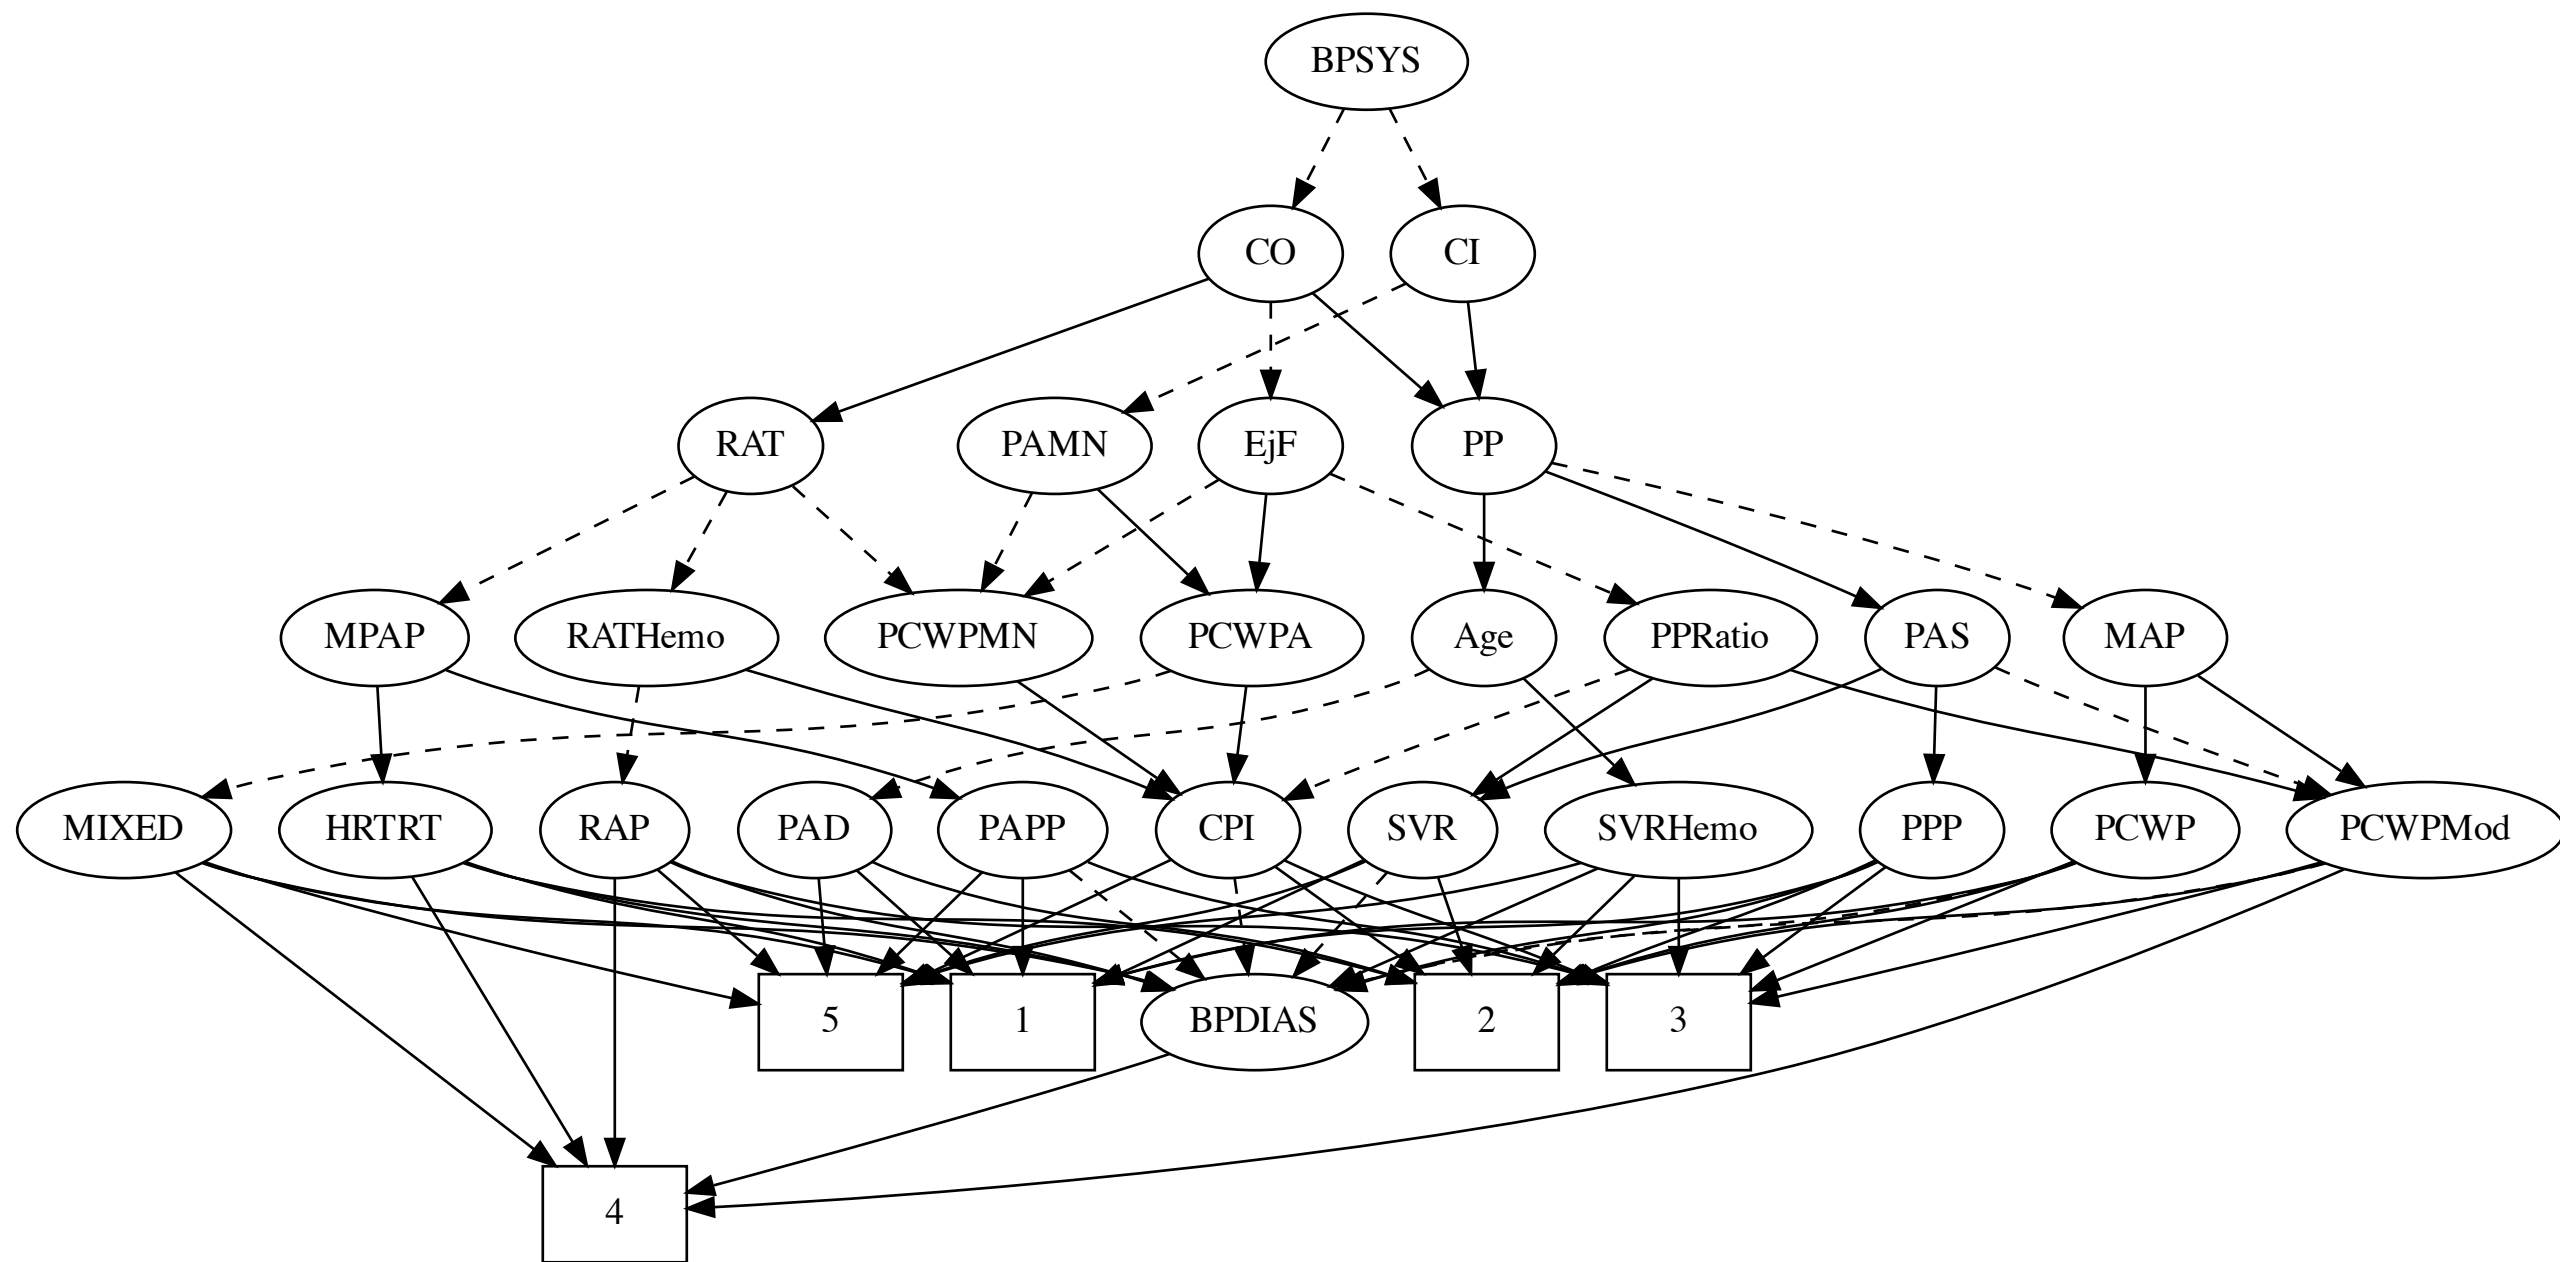 BPSYS
CO
CI
RAT
PAMN
EjF
PP
MPAP
RATHemo
PCWPMN
PCWPA
Age
PPRatio
PAS
MAP
MIXED
HRTRT
RAP
PAD
PAPP
CPI
SVR
SVRHemo
PPP
PCWP
PCWPMod
5
1
BPDIAS
2
3
4